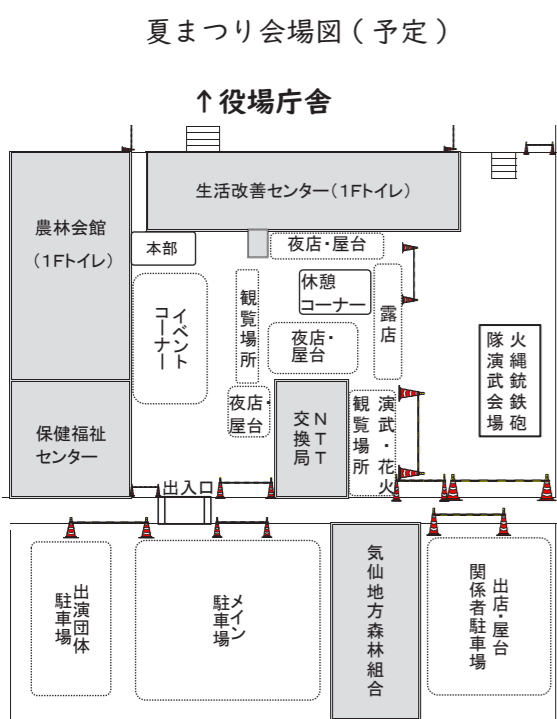 夏まつり会場図(予定)
↑役場庁舎
生活改善センター(1Fトイレ)
農林会館
(1Fトイレ)
本部
夜店・屋台
休憩
コーナー
観覧場所
イベント
コーナー
露店
夜店・
屋台
火縄銃鉄砲
隊演武会場
夜店・
屋台
NTT
交換局
演武・花火
観覧場所
保健福祉
センター
出入口
出演団体
駐車場
メイン
駐車場
気仙地方森林組合
出店・屋台
関係者駐車場